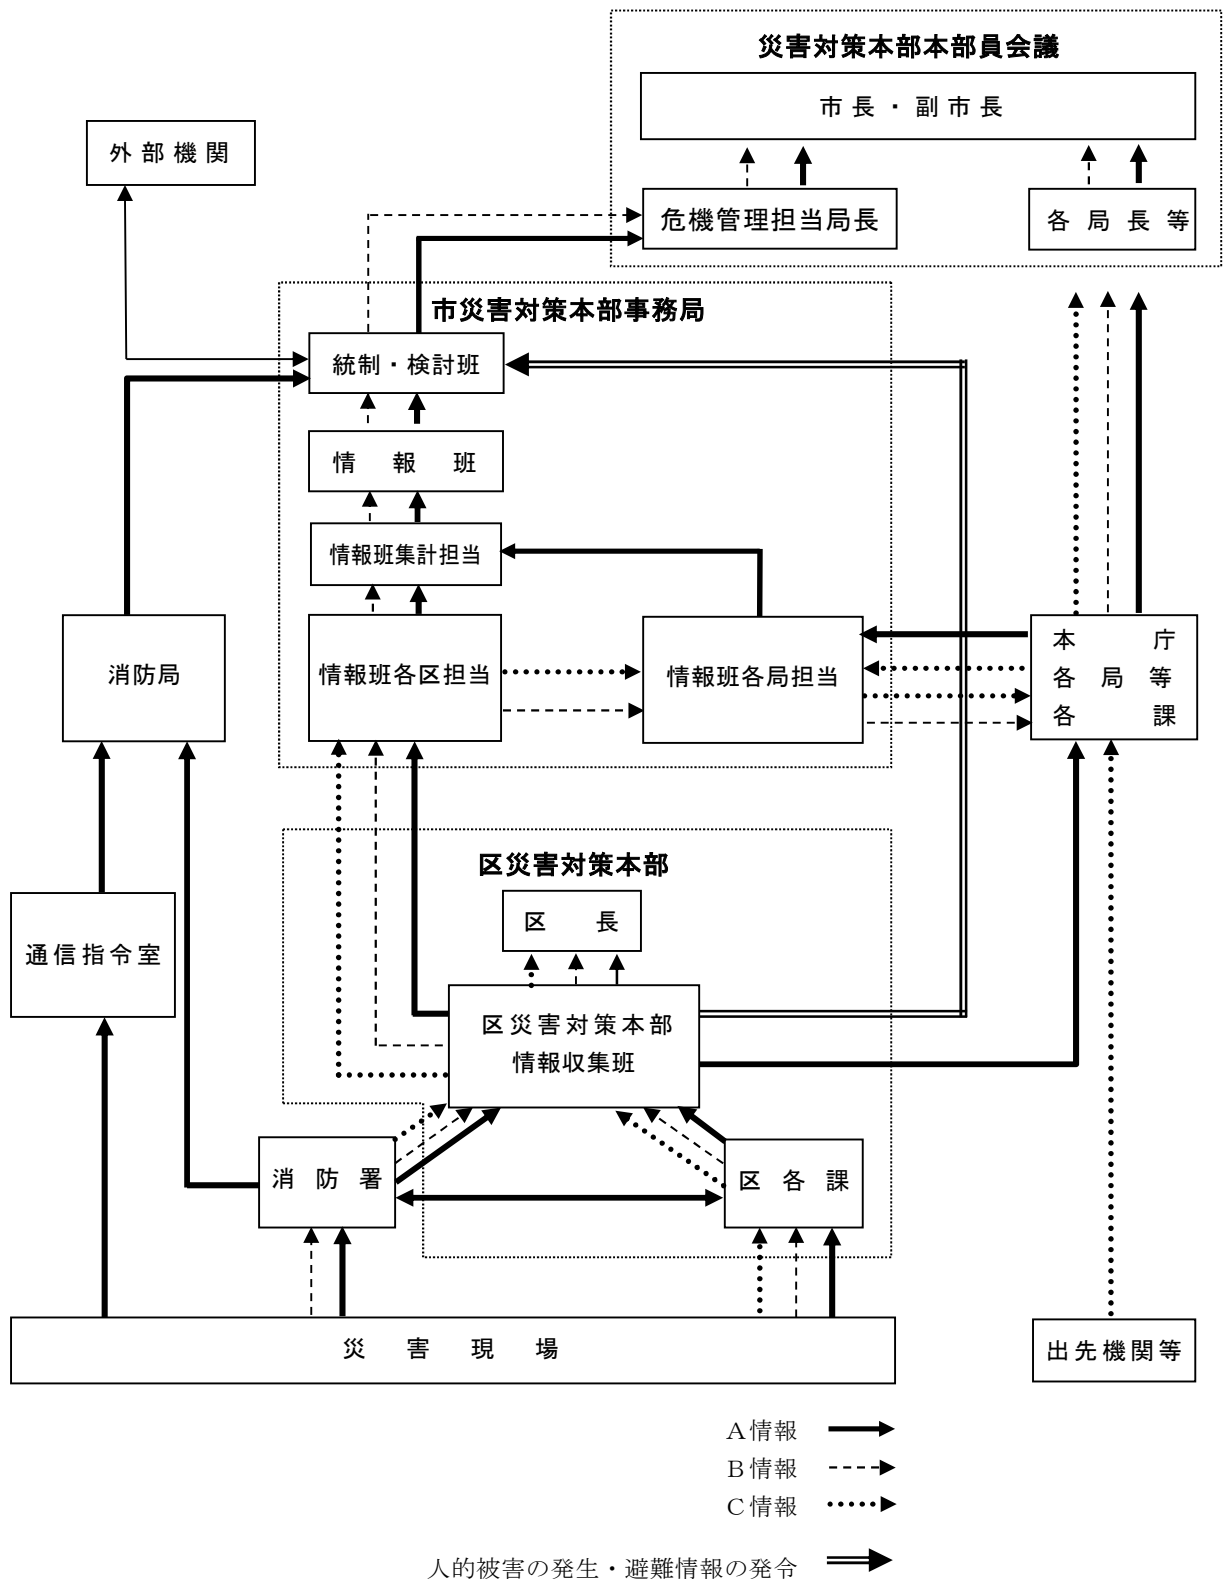 災害対策本部本部員会議
市長・副市長
外部機関
危機管理担当局長
各局長等
市災害対策本部事務局
統制・検討班
情報班
情報班集計担当
消防局
情報班各区担当
情報班各局担当
本庁
各局等
各課
区災害対策本部
区長
通信指令室
区災害対策本部
情報収集班
消防署
区各課
災害現場
出先機関等
A情報
B情報
C情報
人的被害の発生・避難情報の発令